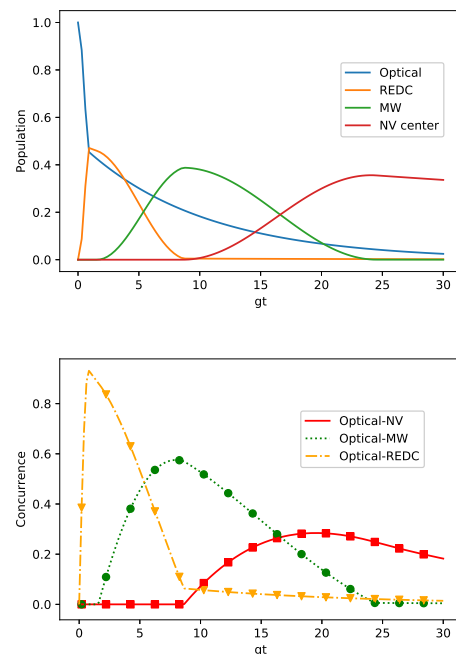 1.0
0.8
0.6
0.4
0.2
0.0
Population
Optical
REDC
MW
NV center
0 5 10 15 20 25 30
gt
0.8
0.6
0.4
0.2
0.0
Concurrence
Optical-NV
Optical-MW
Optical-REDC
0 5 10 15 20 25 30
gt